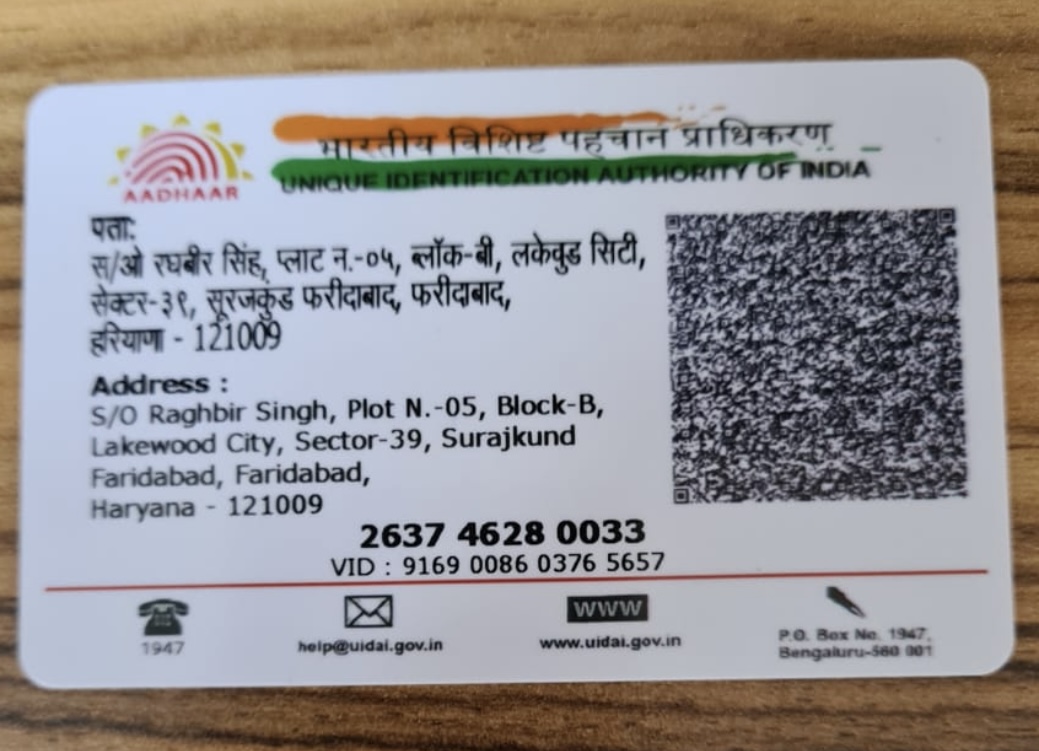 AADHAAR
भारतीय विशिष्ट पहचान प्राधिकरण
UNIQUE IDENTIFICATION AUTHORITY OF INDIA
पता:
स/ओ रघबीर सिंह, प्लाट न.-०५, ब्लॉक-बी, लकेवुड सिटी,
सेक्टर-३९, सूरजकुंड फरीदाबाद, फरीदाबाद,
हरियाणा - 121009
Address :
S/O Raghbir Singh, Plot N.-05, Block-B,
Lakewood City, Sector-39, Surajkund
Faridabad, Faridabad,
Haryana - 121009
2637 4628 0033
VID : 9169 0086 0376 5657
1947
help@uidai.gov.in
WWW
www.uidai.gov.in
P.O. Box No. 1947,
Bengaluru-560 001